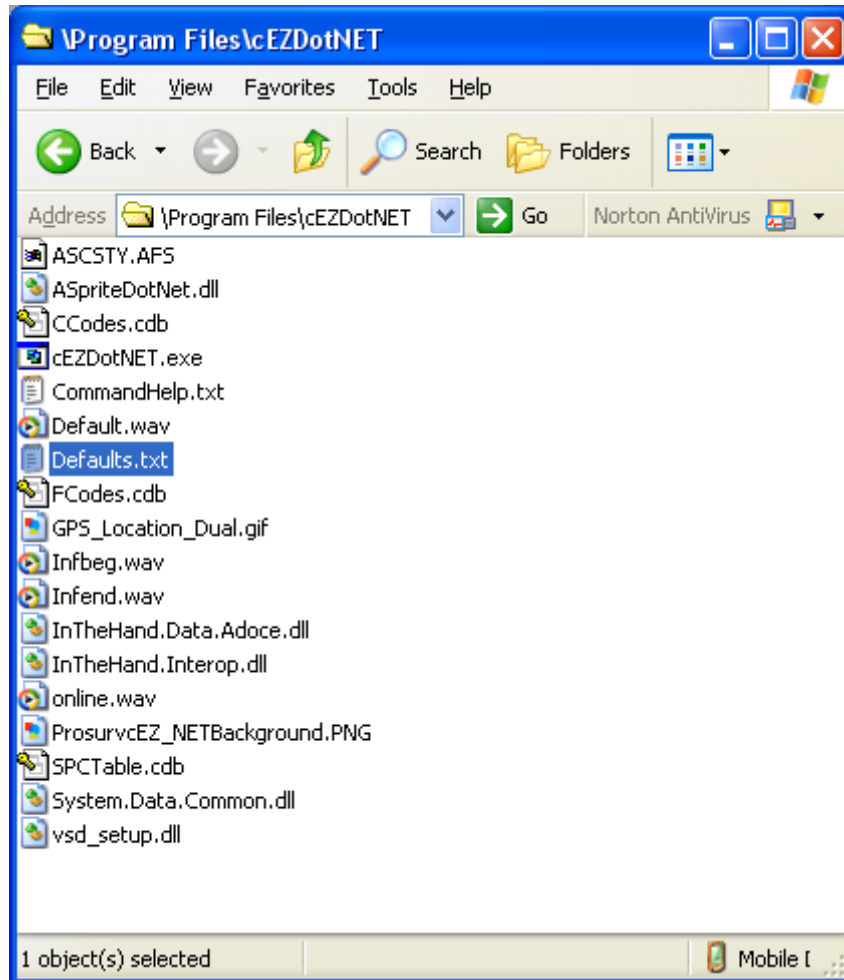 \Program Files\cEZDotNET
File Edit View Favorites Tools Help
Back Search Folders
Address \Program Files\cEZDotNET Go Norton AntiVirus
ASCSTY.AFS
ASpriteDotNet.dll
CCodes.cdb
cEZDotNET.exe
CommandHelp.txt
Default.wav
Defaults.txt
FCodes.cdb
GPS_Location_Dual.gif
Infbeg.wav
Infend.wav
InTheHand.Data.Adoce.dll
InTheHand.Interop.dll
online.wav
ProsurvcEZ_NETBackground.PNG
SPCTable.cdb
System.Data.Common.dll
vsd_setup.dll
1 object(s) selected Mobile